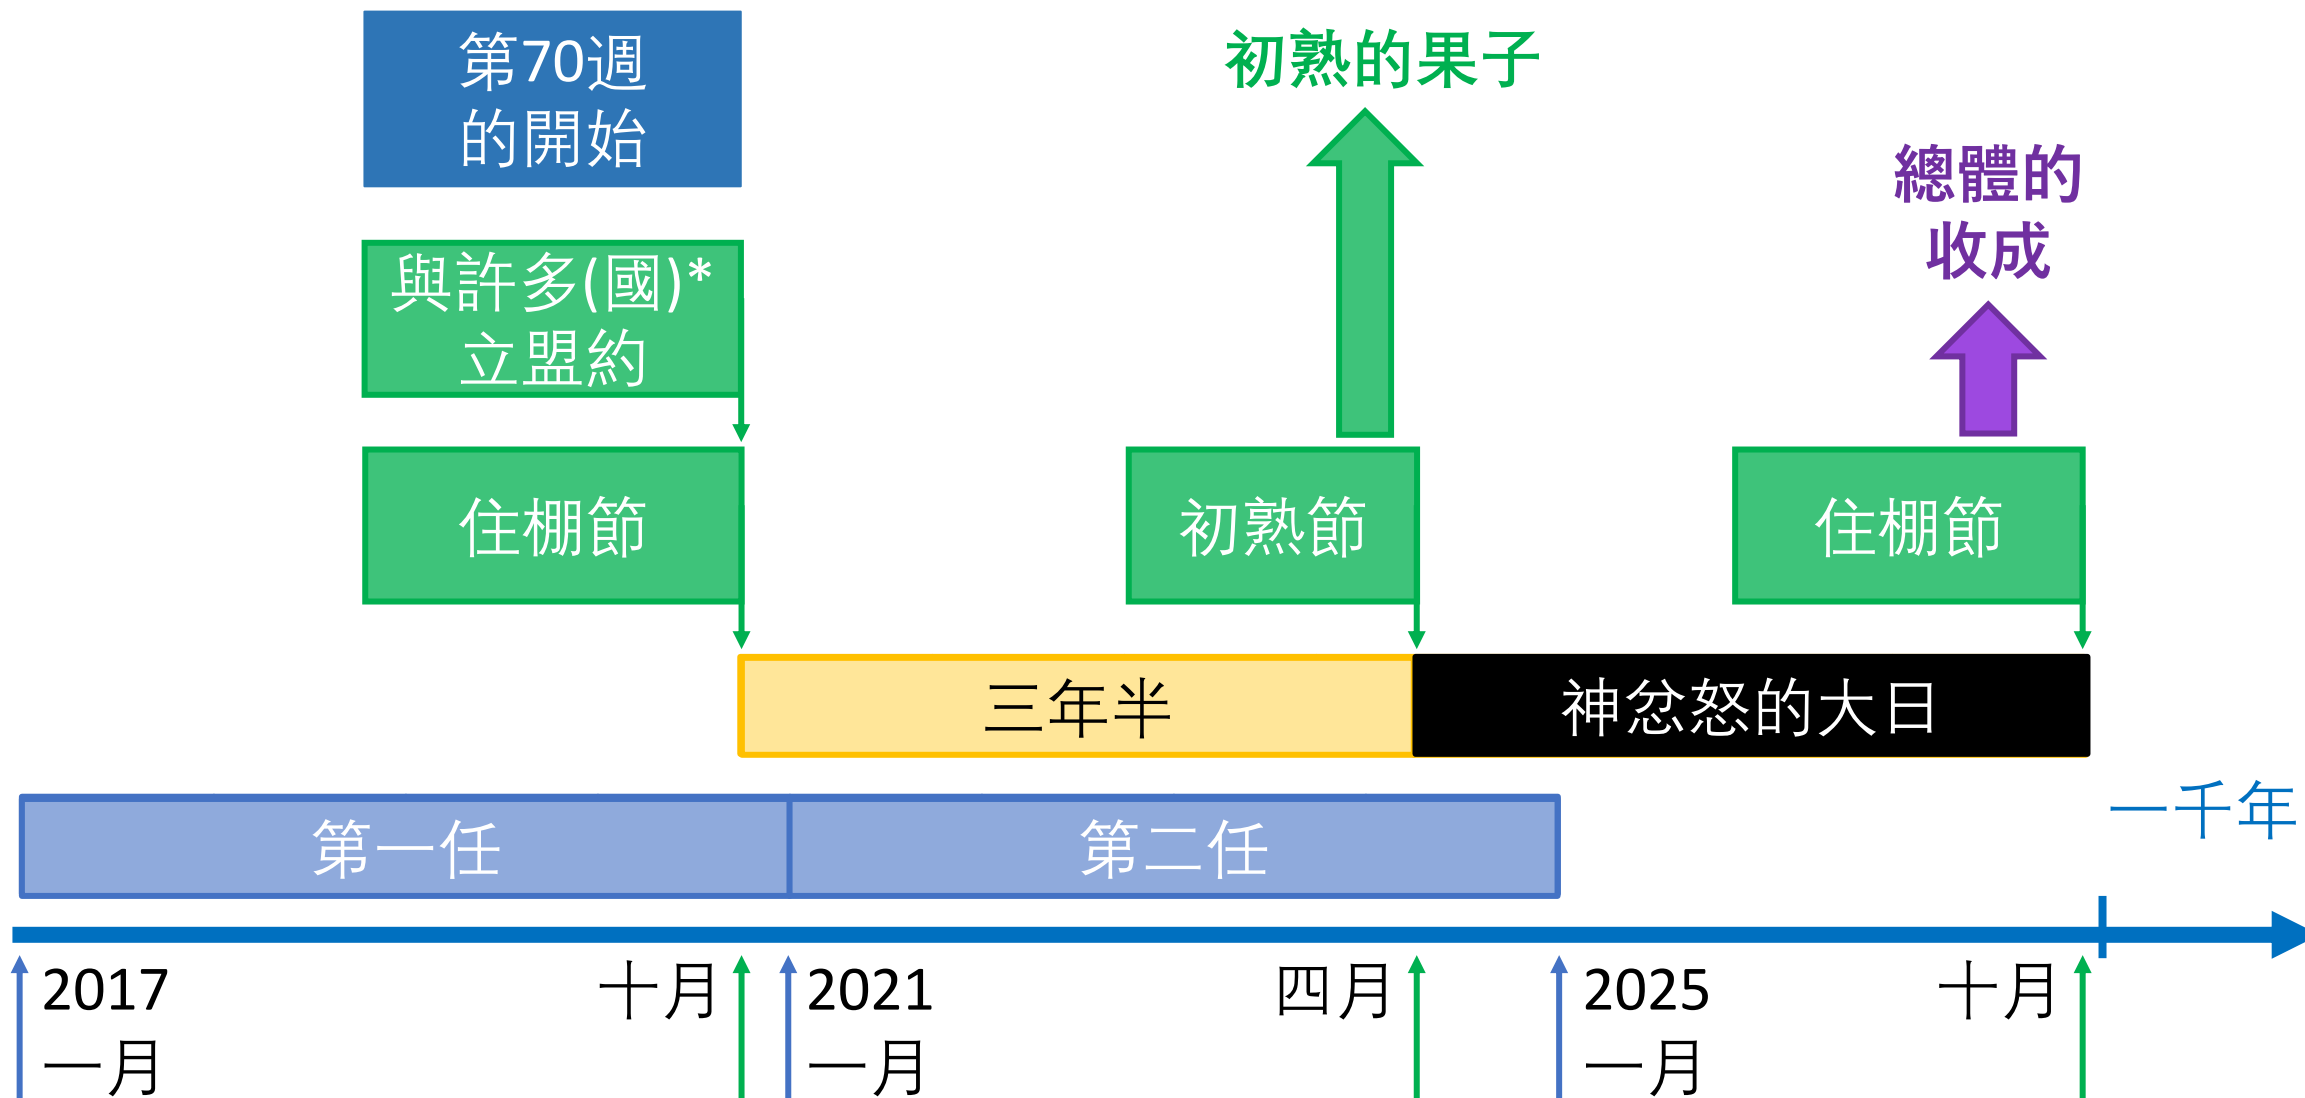 第70週
的開始
初熟的果子
總體的
收成
與許多(國)*
立盟約
住棚節
初熟節
住棚節
三年半
神忿怒的大日
一千年
第一任
第二任
2017
一月
十月
2021
一月
四月
2025
一月
十月